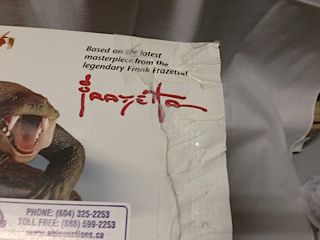 Based on the latest
masterpiece from the
legendary Frank Frazetta!
FRAZETTA
PHONE: (604) 325-2253
TOLL FREE: (888) 599-2253
www.ableauctions.ca